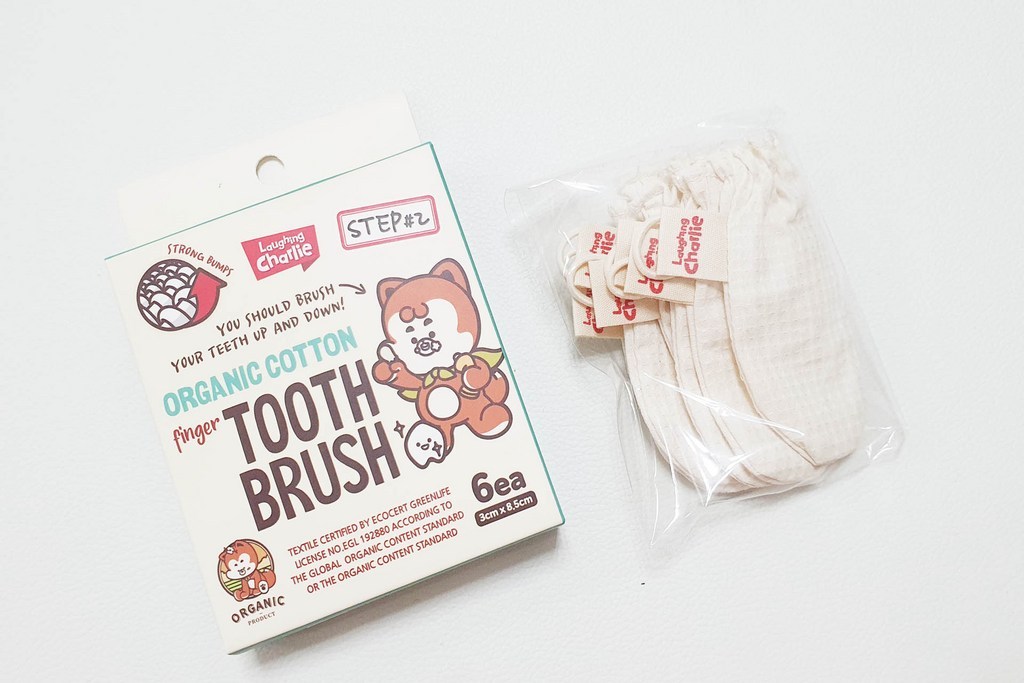 STRONG BUMPS
Laughing
Charlie
STEP#2
YOU SHOULD BRUSH
YOUR TEETH UP AND DOWN!
ORGANIC COTTON
finger
TOOTH
BRUSH
6ea
3cm x 8.5cm
TEXTILE CERTIFIED BY ECOCERT GREENLIFE
LICENSE NO.EGL 192880 ACCORDING TO
THE GLOBAL ORGANIC CONTENT STANDARD
OR THE ORGANIC CONTENT STANDARD
ORGANIC
PRODUCT
Laughing
Charlie